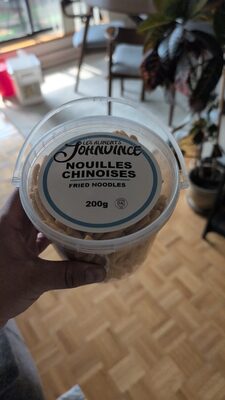 LES ALIMENTS
JOHNVINCE
NOUILLES
CHINOISES
FRIED NOODLES
200g